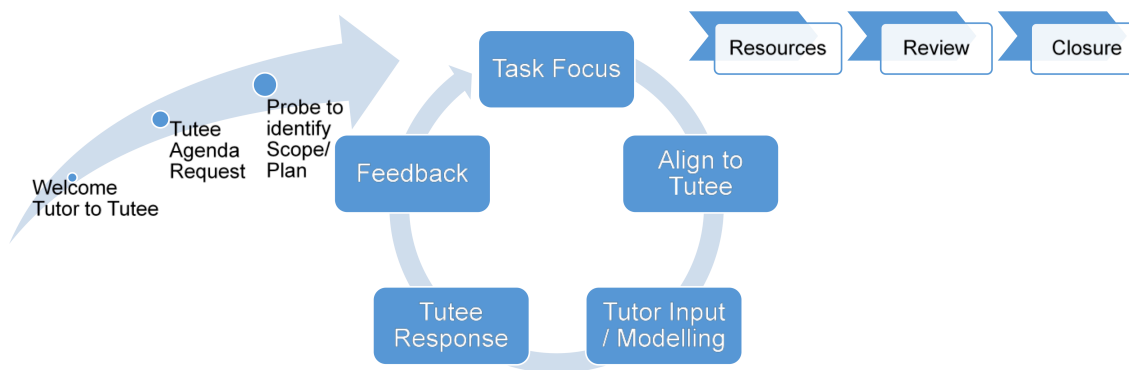 Welcome
Tutor to Tutee
Tutee
Agenda
Request
Probe to
identify
Scope/
Plan
Task Focus
Align to
Tutee
Tutor Input
/ Modelling
Tutee
Response
Feedback
Resources
Review
Closure